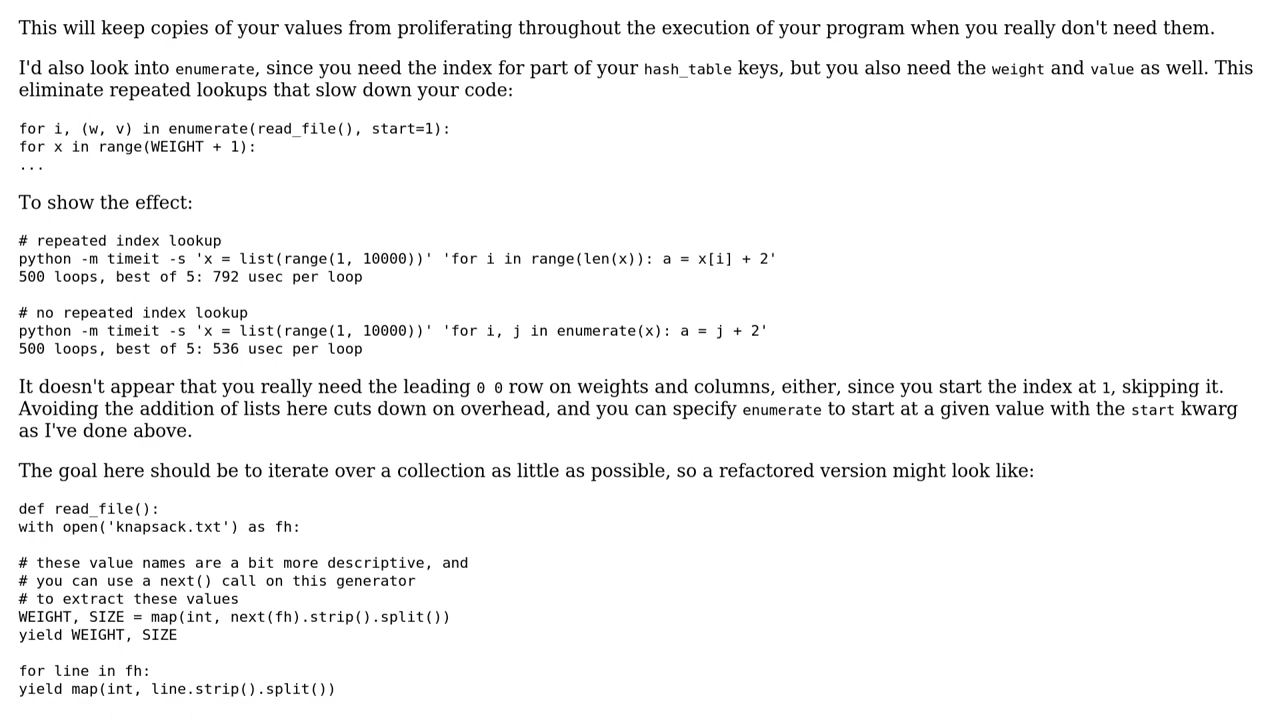 This will keep copies of your values from proliferating throughout the execution of your program when you really don't need them.
I'd also look into enumerate, since you need the index for part of your hash_table keys, but you also need the weight and value as well. This
eliminate repeated lookups that slow down your code:
for i, (w, v) in enumerate(read_file(), start=1):
for x in range(WEIGHT + 1):
...
To show the effect:
# repeated index lookup
python -m timeit -s 'x = list(range(1, 10000))' 'for i in range(len(x)): a = x[i] + 2'
500 loops, best of 5: 792 usec per loop
# no repeated index lookup
python -m timeit -s 'x = list(range(1, 10000))' 'for i, j in enumerate(x): a = j + 2'
500 loops, best of 5: 536 usec per loop
It doesn't appear that you really need the leading 0 0 row on weights and columns, either, since you start the index at 1, skipping it.
Avoiding the addition of lists here cuts down on overhead, and you can specify enumerate to start at a given value with the start kwarg
as I've done above.
The goal here should be to iterate over a collection as little as possible, so a refactored version might look like:
def read_file():
with open('knapsack.txt') as fh:
# these value names are a bit more descriptive, and
# you can use a next() call on this generator
# to extract these values
WEIGHT, SIZE = map(int, next(fh).strip().split())
yield WEIGHT, SIZE
for line in fh:
yield map(int, line.strip().split())